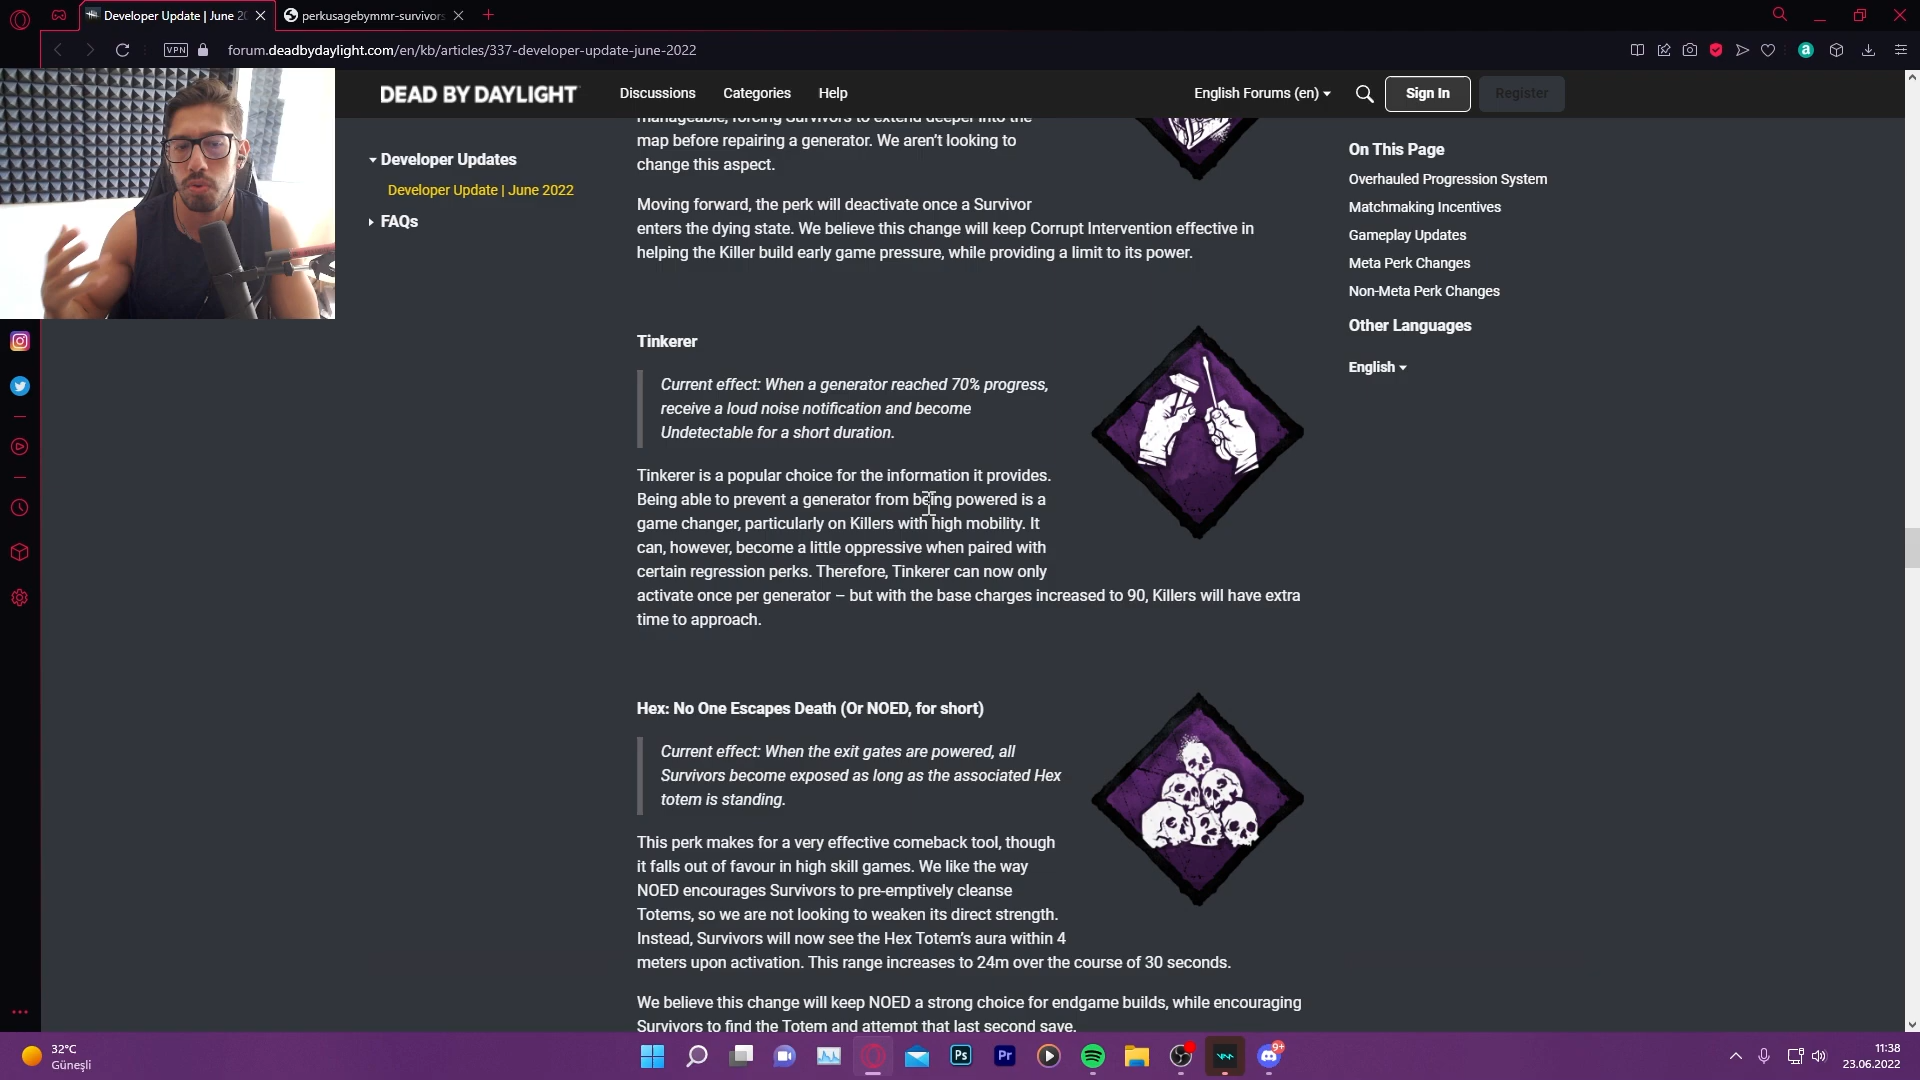 Developer Update | June 20
perkusagebymmr-survivors
VPN
forum.deadbydaylight.com/en/kb/articles/337-developer-update-june-2022
DEAD BY DAYLIGHT
Discussions
Categories
Help
English Forums (en)
Sign In
Register
Developer Updates
Developer Update | June 2022
FAQs
manageable, forcing Survivors to extend deeper into the
map before repairing a generator. We aren't looking to
change this aspect.
Moving forward, the perk will deactivate once a Survivor
enters the dying state. We believe this change will keep Corrupt Intervention effective in
helping the Killer build early game pressure, while providing a limit to its power.
Tinkerer
Current effect: When a generator reached 70% progress,
receive a loud noise notification and become
Undetectable for a short duration.
Tinkerer is a popular choice for the information it provides.
Being able to prevent a generator from being powered is a
game changer, particularly on Killers with high mobility. It
can, however, become a little oppressive when paired with
certain regression perks. Therefore, Tinkerer can now only
activate once per generator – but with the base charges increased to 90, Killers will have extra
time to approach.
Hex: No One Escapes Death (Or NOED, for short)
Current effect: When the exit gates are powered, all
Survivors become exposed as long as the associated Hex
totem is standing.
This perk makes for a very effective comeback tool, though
it falls out of favour in high skill games. We like the way
NOED encourages Survivors to pre-emptively cleanse
Totems, so we are not looking to weaken its direct strength.
Instead, Survivors will now see the Hex Totem's aura within 4
meters upon activation. This range increases to 24m over the course of 30 seconds.
We believe this change will keep NOED a strong choice for endgame builds, while encouraging
Survivors to find the Totem and attempt that last second save.
On This Page
Overhauled Progression System
Matchmaking Incentives
Gameplay Updates
Meta Perk Changes
Non-Meta Perk Changes
Other Languages
English
32°C
Güneşli
Ps
Pr
9+
11:38
23.06.2022